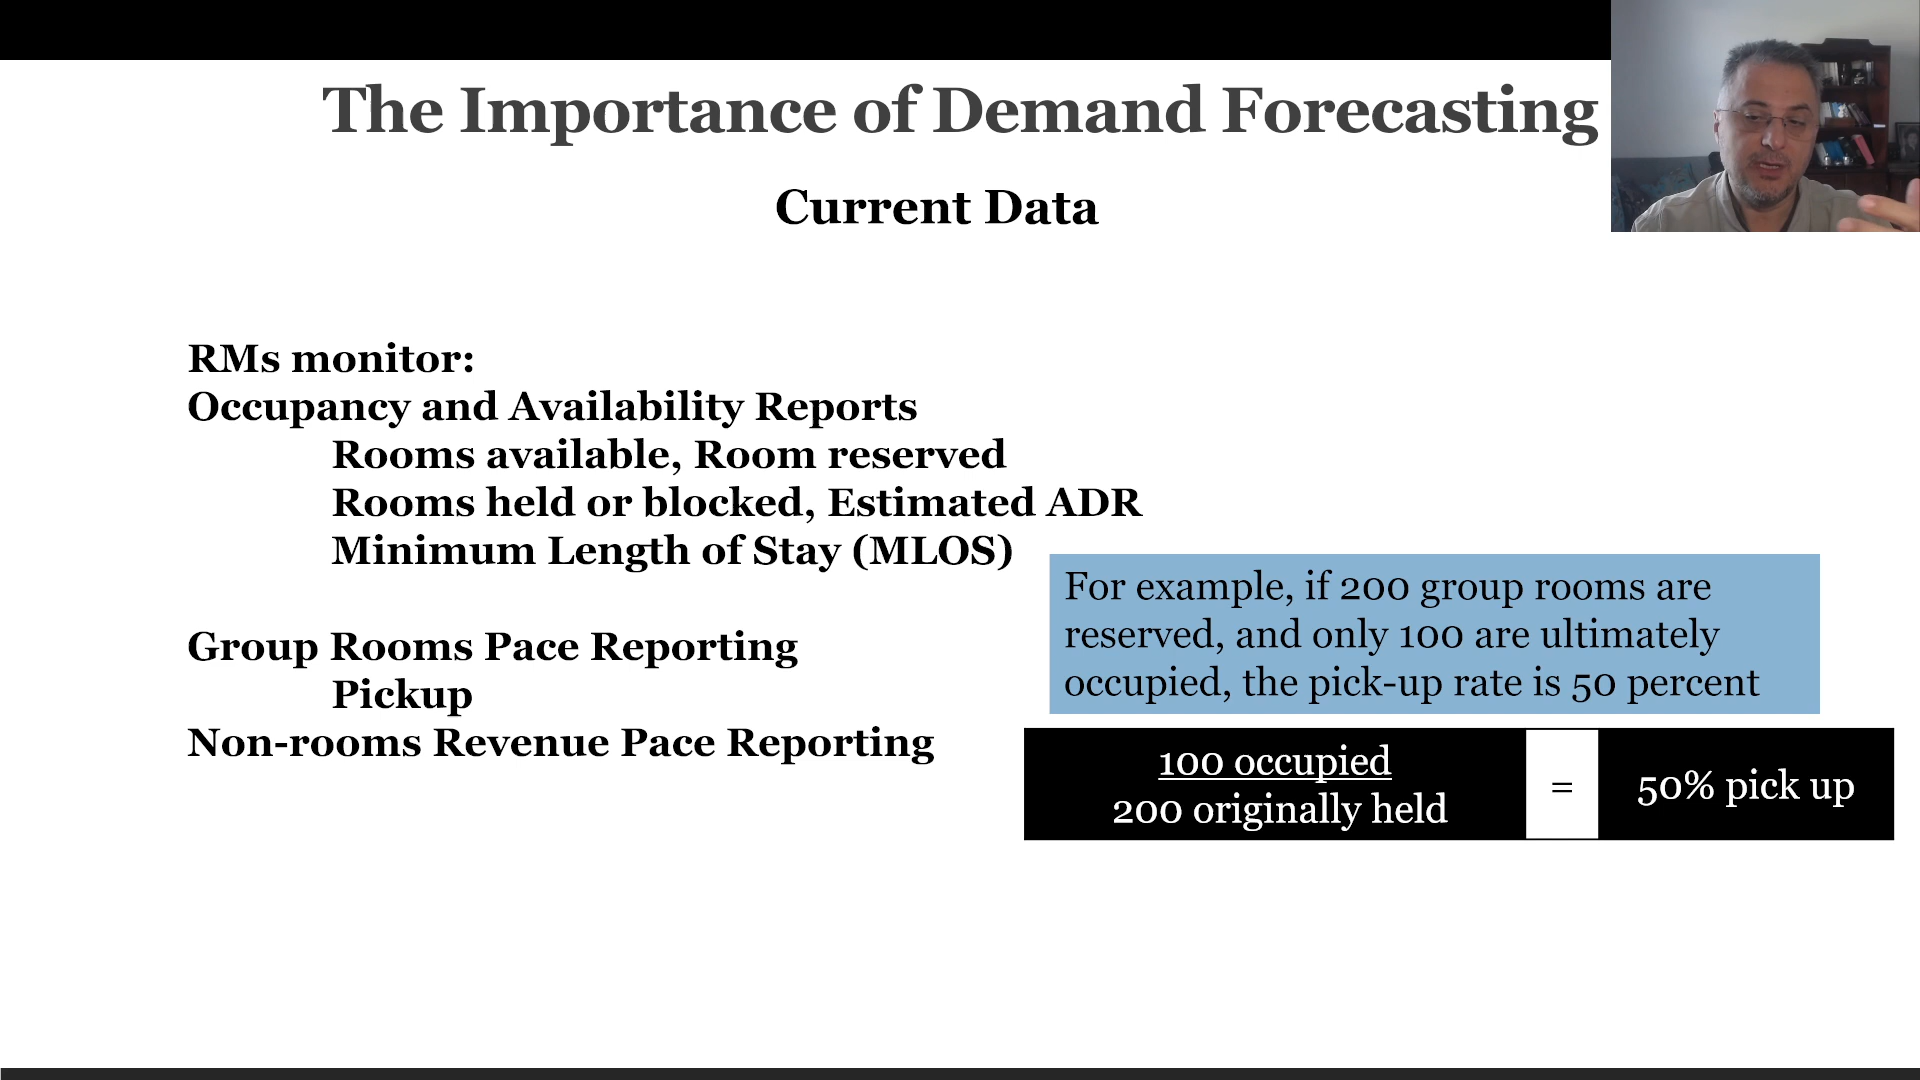 The Importance of Demand Forecasting
Current Data
RMs monitor:
Occupancy and Availability Reports
Rooms available, Room reserved
Rooms held or blocked, Estimated ADR
Minimum Length of Stay (MLOS)
Group Rooms Pace Reporting
Pickup
Non-rooms Revenue Pace Reporting
For example, if 200 group rooms are
reserved, and only 100 are ultimately
occupied, the pick-up rate is 50 percent
100 occupied
200 originally held
=
50% pick up